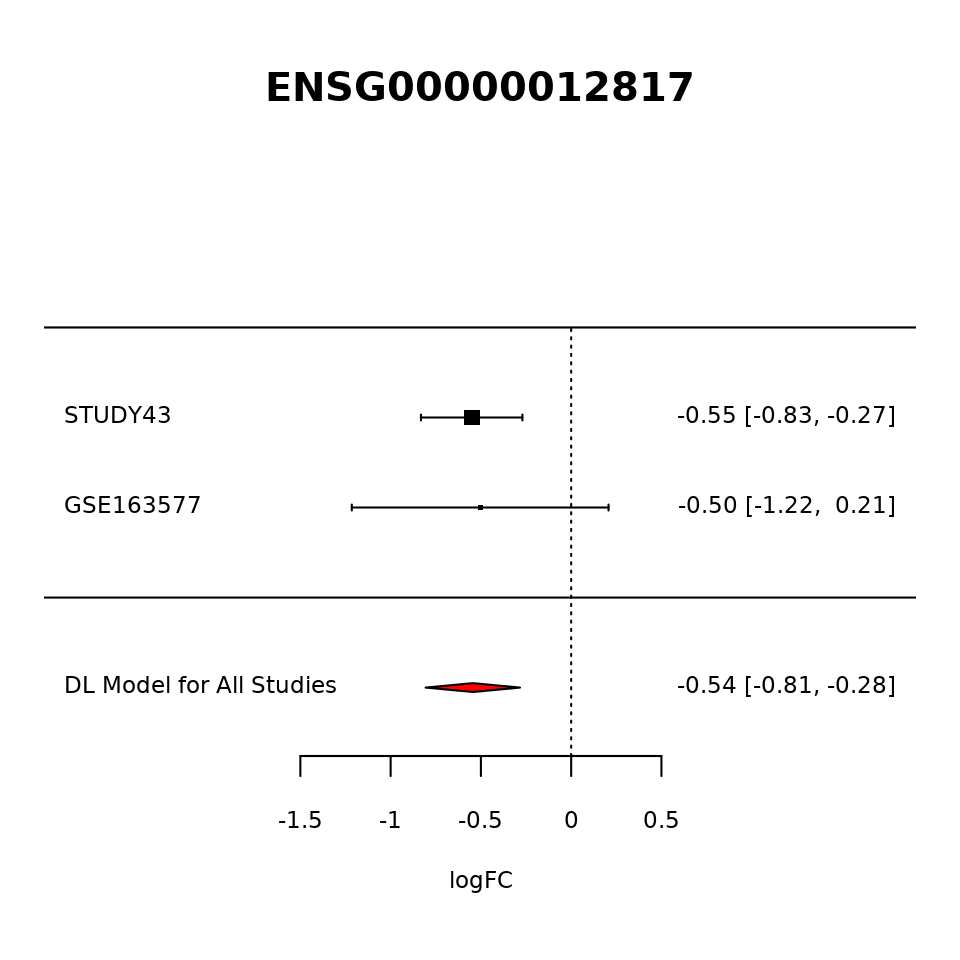 ENSG00000012817
STUDY43 -0.55 [-0.83, -0.27]
GSE163577 -0.50 [-1.22,  0.21]
DL Model for All Studies -0.54 [-0.81, -0.28]
-1.5 -1 -0.5 0 0.5
logFC